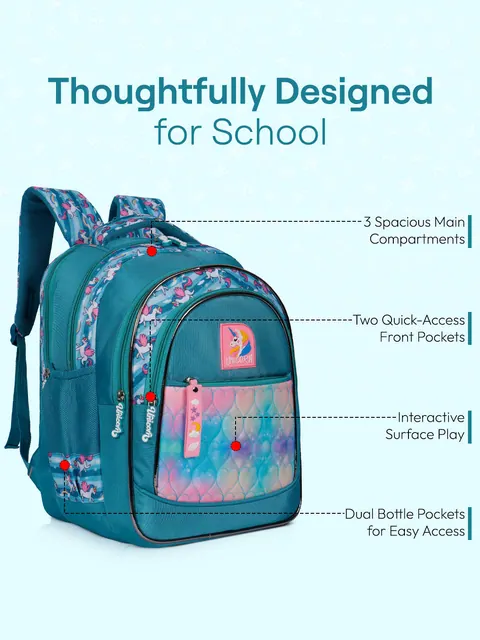 Thoughtfully Designed
for School
3 Spacious Main
Compartments
Two Quick-Access
Front Pockets
Interactive
Surface Play
Dual Bottle Pockets
for Easy Access